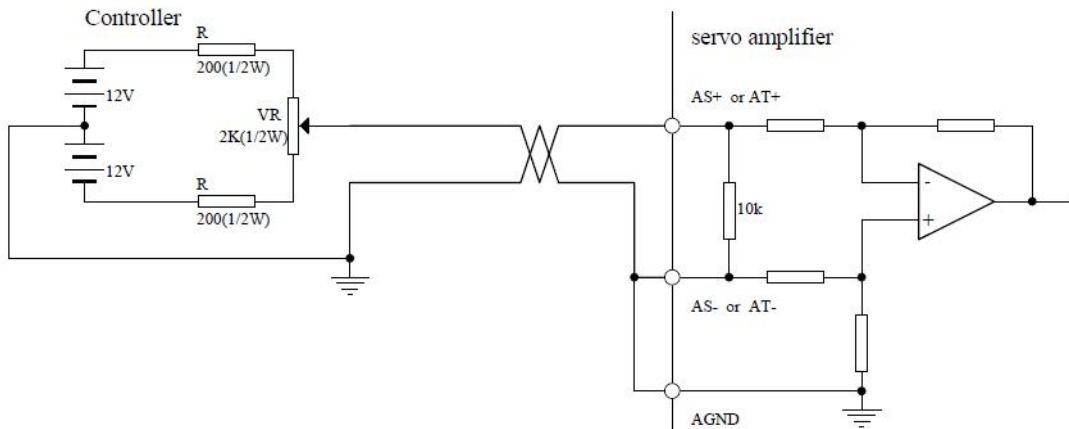 Controller
R
200(1/2W)
12V
VR
2K(1/2W)
12V
R
200(1/2W)
servo amplifier
AS+ or AT+
10k
-
+
AS- or AT-
AGND